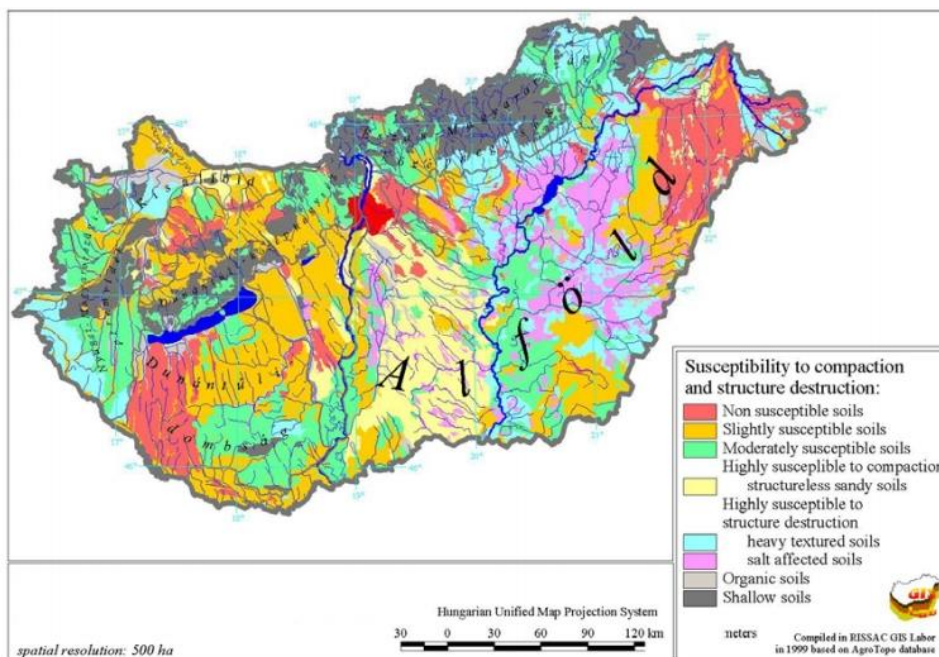 A l f ö l d
Dunántúli
dombság
Susceptibility to compaction
and structure destruction:
Non susceptible soils
Slightly susceptible soils
Moderately susceptible soils
Highly suscepible to compaction
structureless sandy soils
Highly susceptible to
structure destruction
heavy textured soils
salt affected soils
Organic soils
Shallow soils
GIS
Hungarian Unified Map Projection System
30 0 30 60 90 120 km
meters
Compiled in RISSAC GIS Labor
in 1999 based on AgroTopo database
spatial resolution: 500 ha